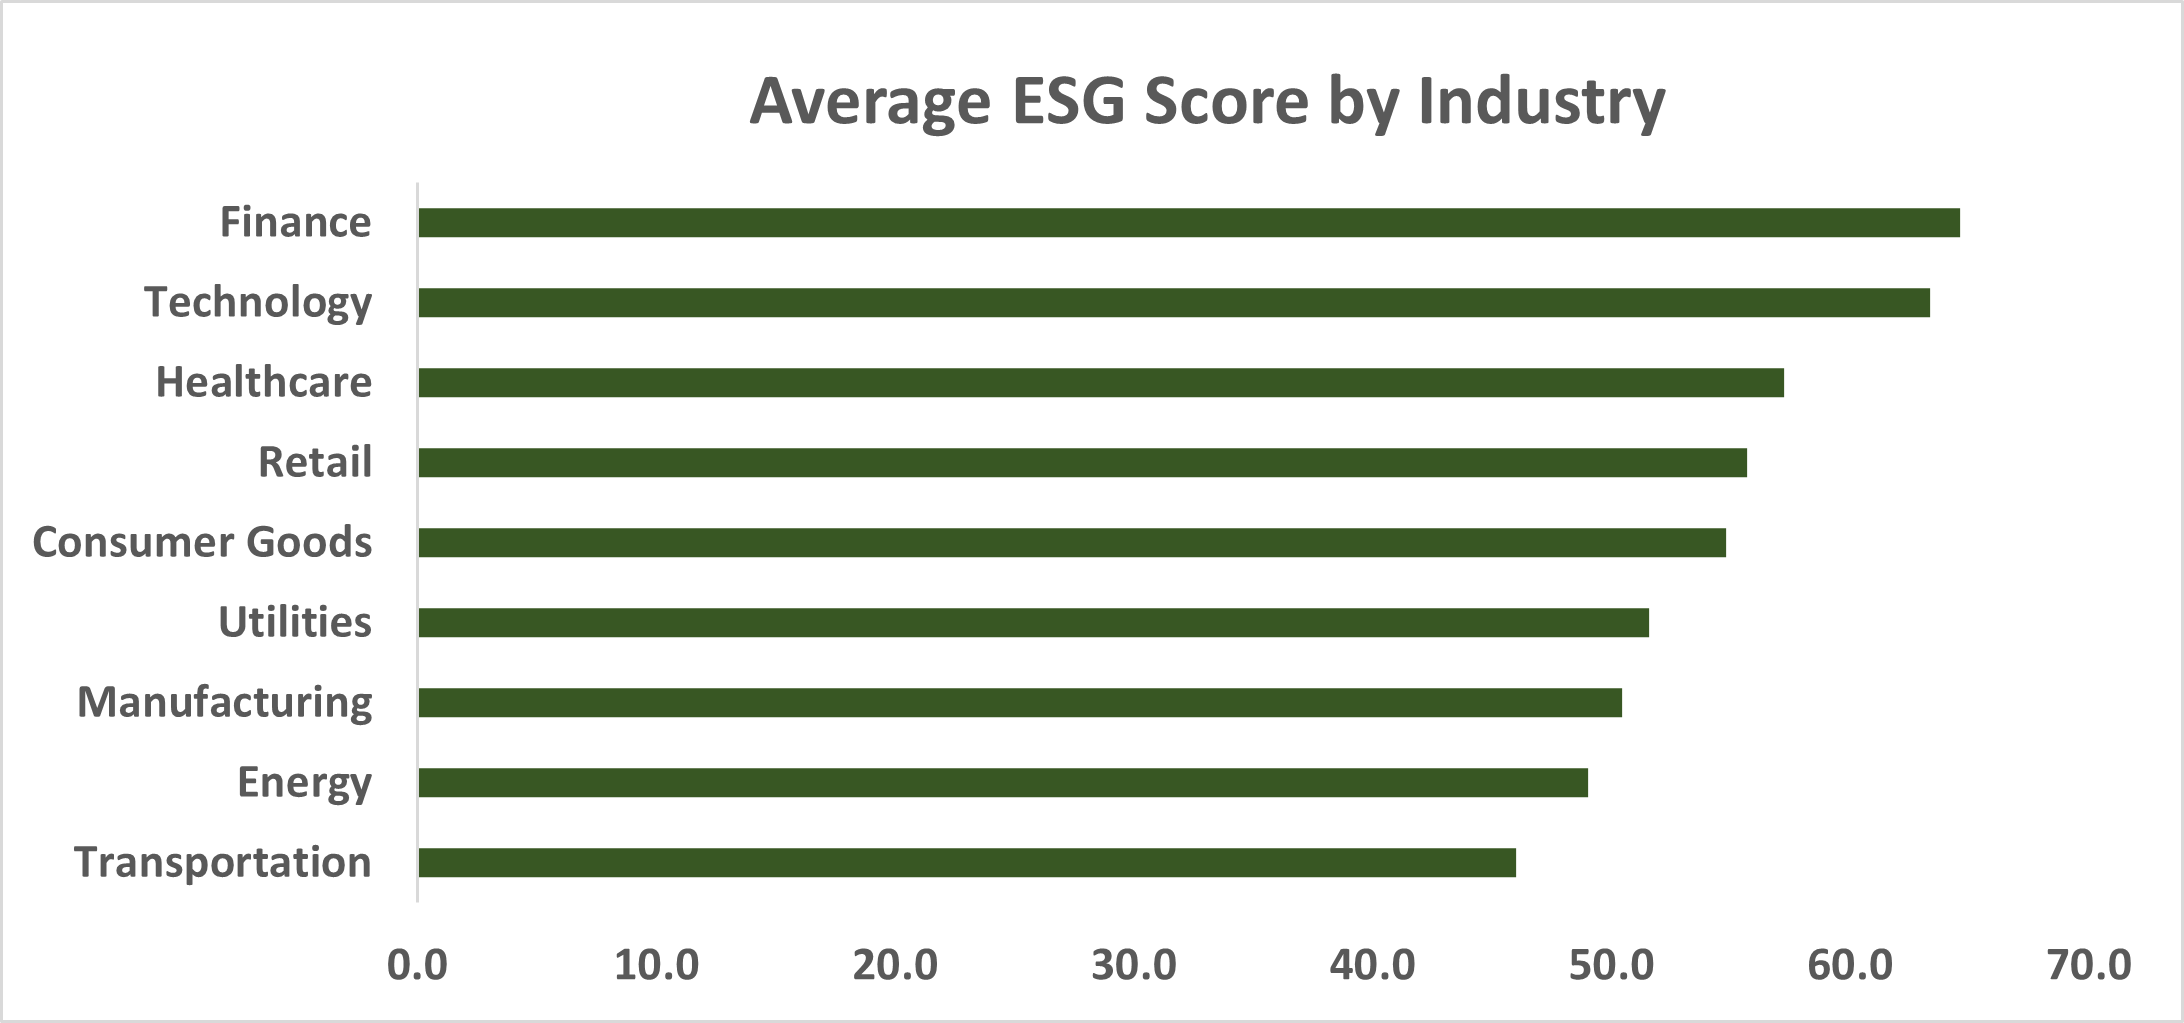 Average ESG Score by Industry
Finance
Technology
Healthcare
Retail
Consumer Goods
Utilities
Manufacturing
Energy
Transportation
0.0 10.0 20.0 30.0 40.0 50.0 60.0 70.0